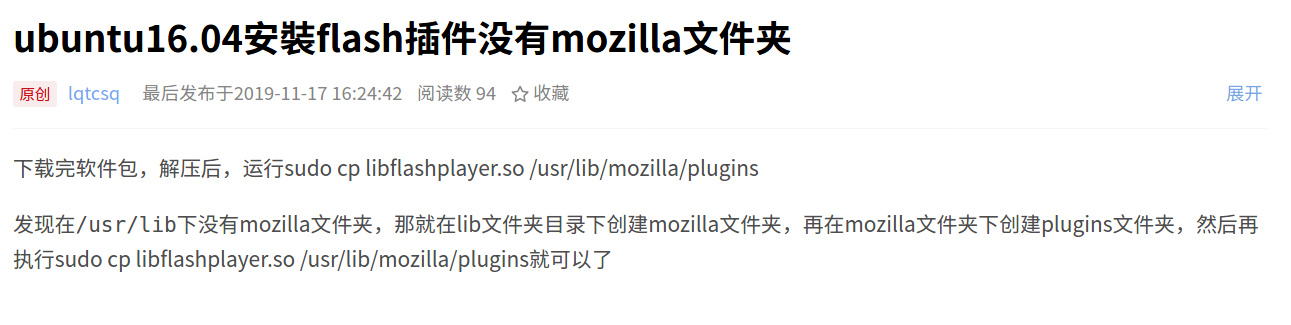 ubuntu16.04安裝flash插件没有mozilla文件夹
原创 lqtcsq 最后发布于2019-11-17 16:24:42 阅读数 94 收藏 展开
下载完软件包，解压后，运行sudo cp libflashplayer.so /usr/lib/mozilla/plugins
发现在/usr/lib下没有mozilla文件夹，那就在lib文件夹目录下创建mozilla文件夹，再在mozilla文件夹下创建plugins文件夹，然后再
执行sudo cp libflashplayer.so /usr/lib/mozilla/plugins就可以了